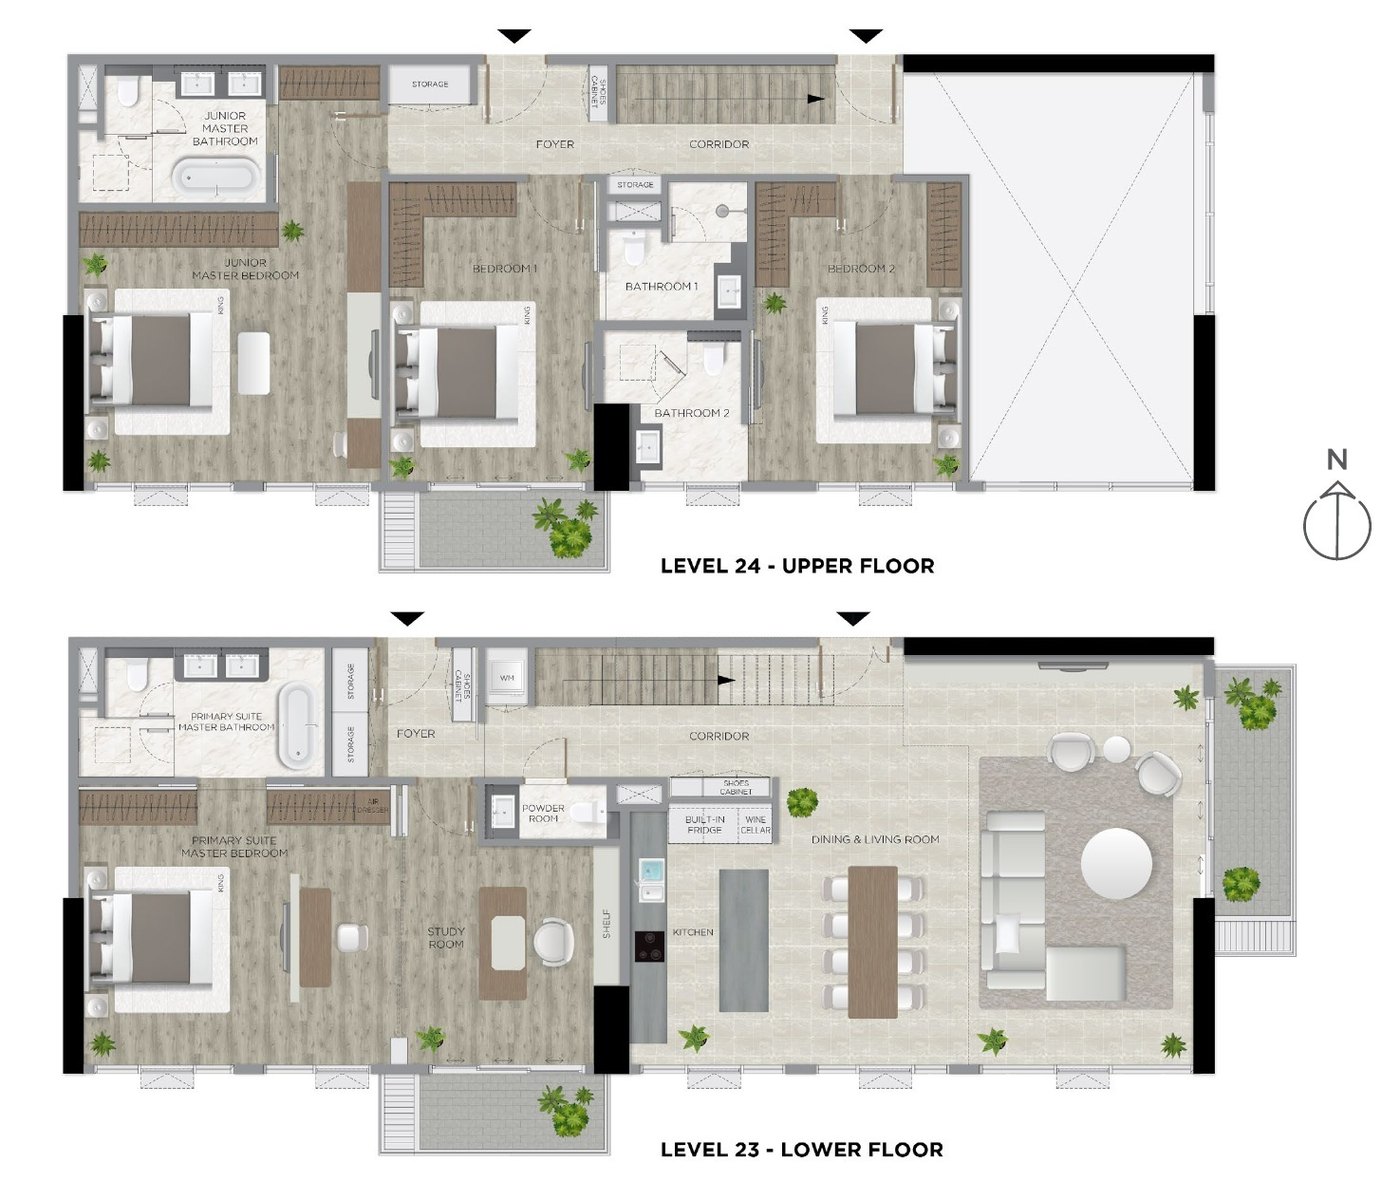 STORAGE
SHOES
CABINET
JUNIOR
MASTER
BATHROOM
FOYER
CORRIDOR
STORAGE
JUNIOR
MASTER BEDROOM
BEDROOM 1
BATHROOM 1
BEDROOM 2
KING
KING
KING
BATHROOM 2
N
LEVEL 24 - UPPER FLOOR
STORAGE
SHOES
CABINET
WM
PRIMARY SUITE
MASTER BATHROOM
STORAGE
FOYER
CORRIDOR
SHOES
CABINET
AIR
DRESSER
POWDER
ROOM
BUILT-IN
FRIDGE
WINE
CELLAR
PRIMARY SUITE
MASTER BEDROOM
DINING & LIVING ROOM
KING
STUDY
ROOM
SHELF
KITCHEN
LEVEL 23 - LOWER FLOOR